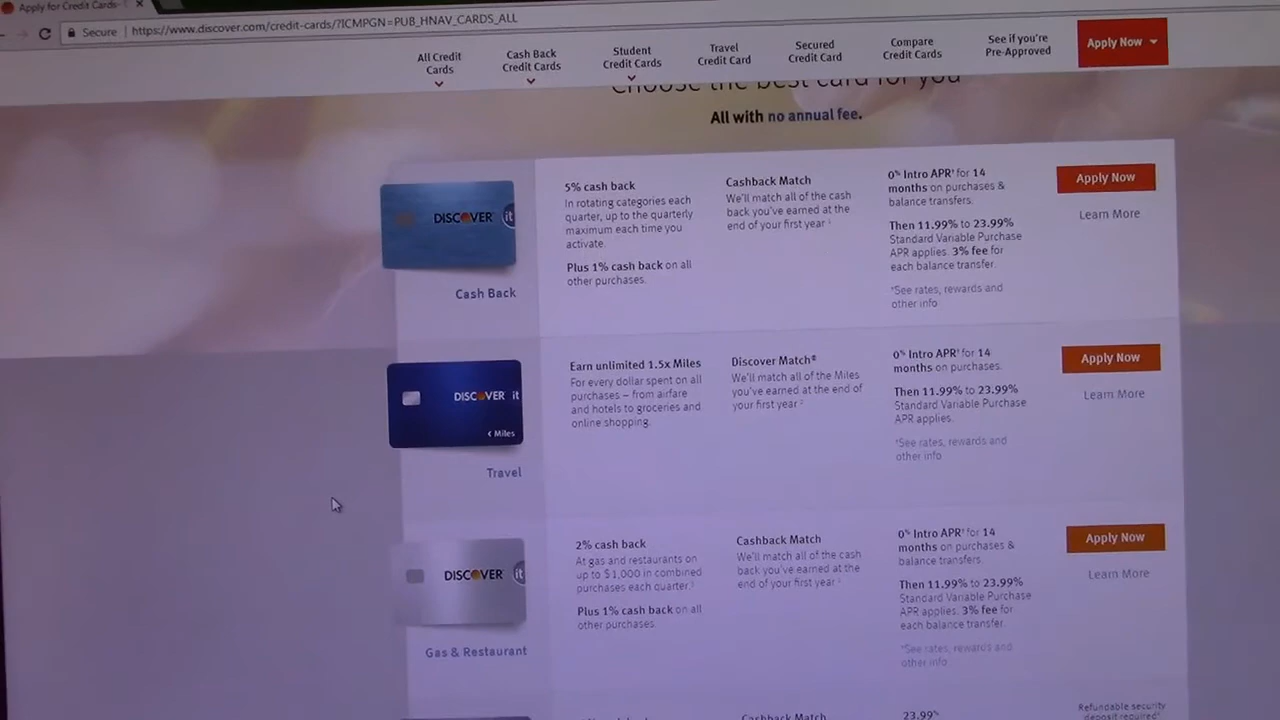 Apply for Credit Cards-
Secure
https://www.discover.com/credit-cards/?ICMPGN=PUB_HNAV_CARDS_ALL
All Credit
Cards
Cash Back
Credit Cards
Student
Credit Cards
Travel
Credit Card
Secured
Credit Card
Compare
Credit Cards
See if you're
Pre-Approved
Apply Now
Choose the best card for you
All with no annual fee.
DISCOVER it
Cash Back
5% cash back
In rotating categories each
quarter, up to the quarterly
maximum each time you
activate.
Plus 1% cash back on all
other purchases.
Cashback Match
We'll match all of the cash
back you've earned at the
end of your first year
0% Intro APR† for 14
months on purchases &
balance transfers.
Then 11.99% to 23.99%
Standard Variable Purchase
APR applies. 3% fee for
each balance transfer.
*See rates, rewards and
other info
Apply Now
Learn More
DISCOVER it
Miles
Travel
Earn unlimited 1.5x Miles
For every dollar spent on all
purchases – from airfare
and hotels to groceries and
online shopping.
Discover Match®
We'll match all of the Miles
you've earned at the end of
your first year.²
0% Intro APR† for 14
months on purchases.
Then 11.99% to 23.99%
Standard Variable Purchase
APR applies.
*See rates, rewards and
other info
Apply Now
Learn More
DISCOVER it
Gas & Restaurant
2% cash back
At gas and restaurants on
up to $1,000 in combined
purchases each quarter.
Plus 1% cash back on all
other purchases.
Cashback Match
We'll match all of the cash
back you've earned at the
end of your first year
0% Intro APR† for 14
months on purchases &
balance transfers.
Then 11.99% to 23.99%
Standard Variable Purchase
APR applies. 3% fee for
each balance transfer.
*See rates, rewards and
other info
Apply Now
Learn More
Cashback Match
23.99%
Refundable security
deposit required